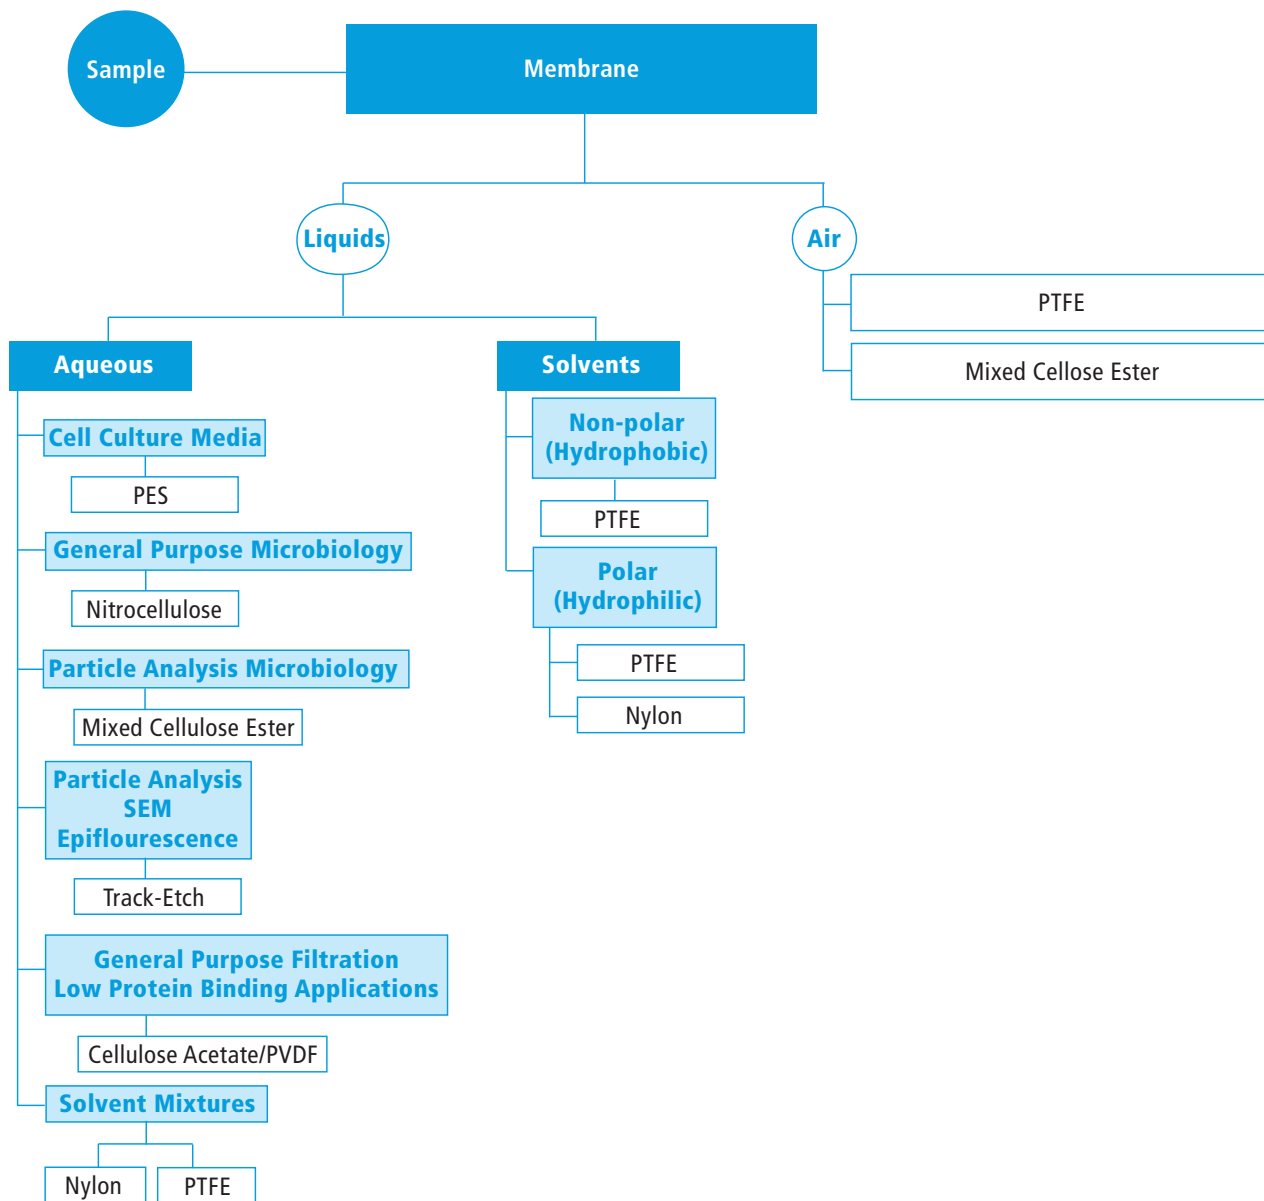 Sample
Membrane
Liquids
Air
PTFE
Mixed Cellose Ester
Aqueous
Solvents
Cell Culture Media
PES
General Purpose Microbiology
Nitrocellulose
Particle Analysis Microbiology
Mixed Cellulose Ester
Particle Analysis
SEM
Epiflourescence
Track-Etch
General Purpose Filtration
Low Protein Binding Applications
Cellulose Acetate/PVDF
Solvent Mixtures
Nylon
PTFE
Non-polar
(Hydrophobic)
PTFE
Polar
(Hydrophilic)
PTFE
Nylon